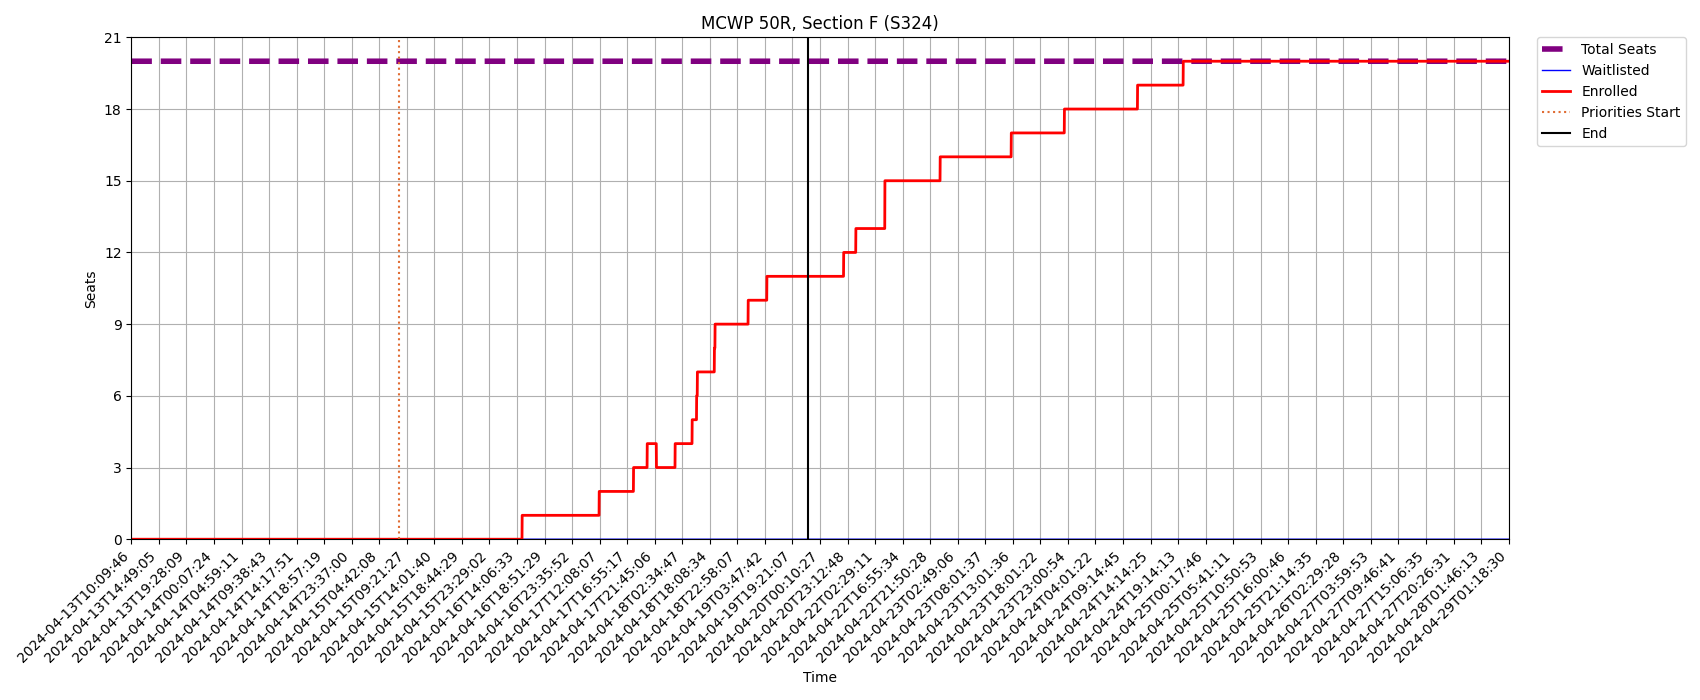 MCWP 50R, Section F (S324)
Total Seats
Waitlisted
Enrolled
Priorities Start
End
21
18
15
12
9
6
3
0
Seats
2024-04-13T10:09:46
2024-04-13T14:49:05
2024-04-13T19:28:09
2024-04-14T00:07:24
2024-04-14T04:59:11
2024-04-14T09:38:43
2024-04-14T14:17:51
2024-04-14T18:57:19
2024-04-14T23:37:00
2024-04-15T04:42:08
2024-04-15T09:21:27
2024-04-15T14:01:40
2024-04-15T18:44:29
2024-04-15T23:29:02
2024-04-16T14:06:33
2024-04-16T18:51:29
2024-04-16T23:35:52
2024-04-17T12:08:07
2024-04-17T16:55:17
2024-04-17T21:45:06
2024-04-18T02:34:47
2024-04-18T18:08:34
2024-04-18T22:58:07
2024-04-19T03:47:42
2024-04-19T19:21:07
2024-04-20T00:10:27
2024-04-20T23:12:48
2024-04-22T02:29:11
2024-04-22T16:55:34
2024-04-22T21:50:28
2024-04-23T02:49:06
2024-04-23T08:01:37
2024-04-23T13:01:36
2024-04-23T18:01:22
2024-04-23T23:00:54
2024-04-24T04:01:22
2024-04-24T09:14:45
2024-04-24T14:14:25
2024-04-24T19:14:13
2024-04-25T00:17:46
2024-04-25T05:41:11
2024-04-25T10:50:53
2024-04-25T16:00:46
2024-04-25T21:14:35
2024-04-26T02:29:28
2024-04-27T03:59:53
2024-04-27T09:46:41
2024-04-27T15:06:35
2024-04-27T20:26:31
2024-04-28T01:46:13
2024-04-29T01:18:30
Time